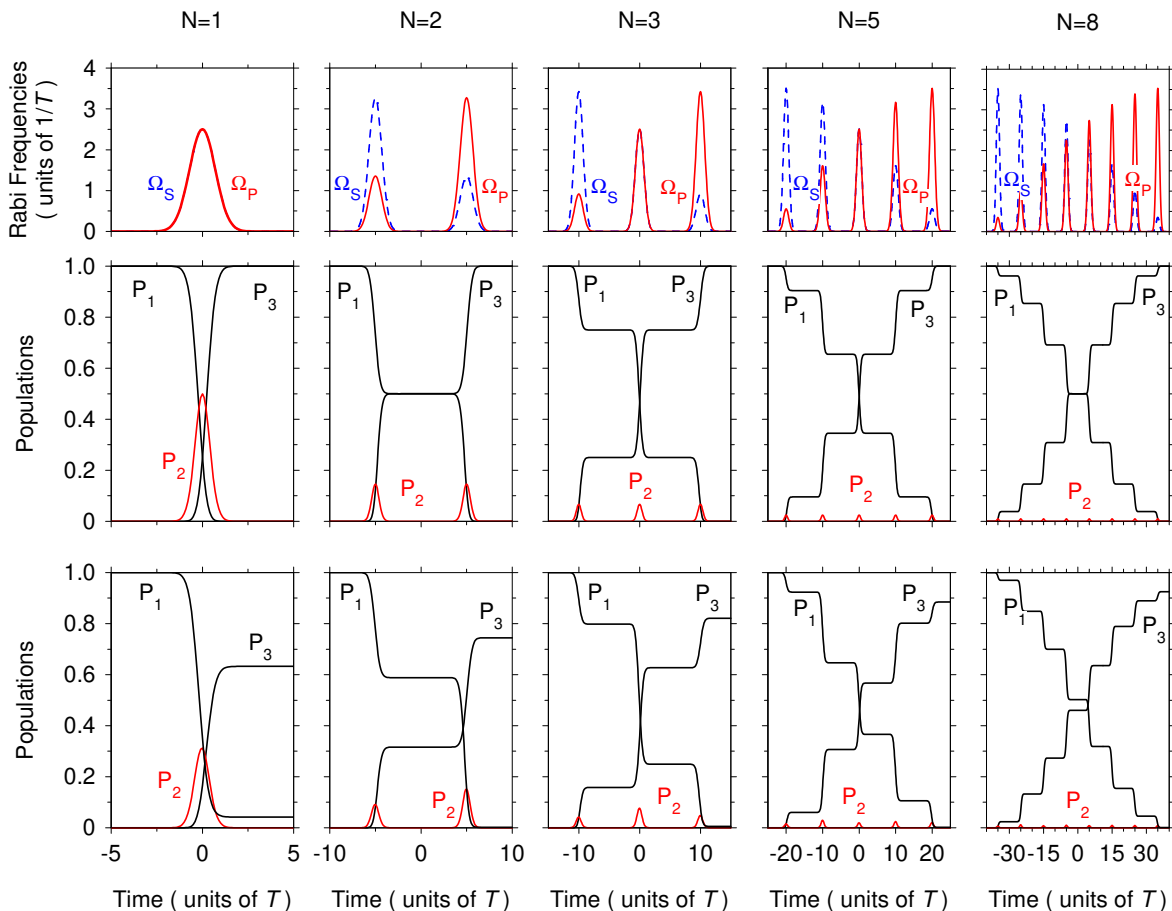 N=1 N=2 N=3 N=5 N=8
Rabi Frequencies
( units of 1/T )
4
3
2
1
0
Ω_S Ω_P Ω_S Ω_P Ω_S Ω_P Ω_S Ω_P Ω_S Ω_P
Populations
1.0
0.8
0.6
0.4
0.2
0
P_1 P_3 P_1 P_3 P_1 P_3 P_1 P_3 P_1 P_3
P_2 P_2 P_2 P_2 P_2
Populations
1.0
0.8
0.6
0.4
0.2
0
P_1 P_3 P_1 P_3 P_1 P_3 P_1 P_3 P_1 P_3
P_2 P_2 P_2 P_2 P_2
-5 0 5 -10 0 10 -10 0 10 -20 -10 0 10 20 -30 -15 0 15 30
Time ( units of T ) Time ( units of T ) Time ( units of T ) Time ( units of T ) Time ( units of T )